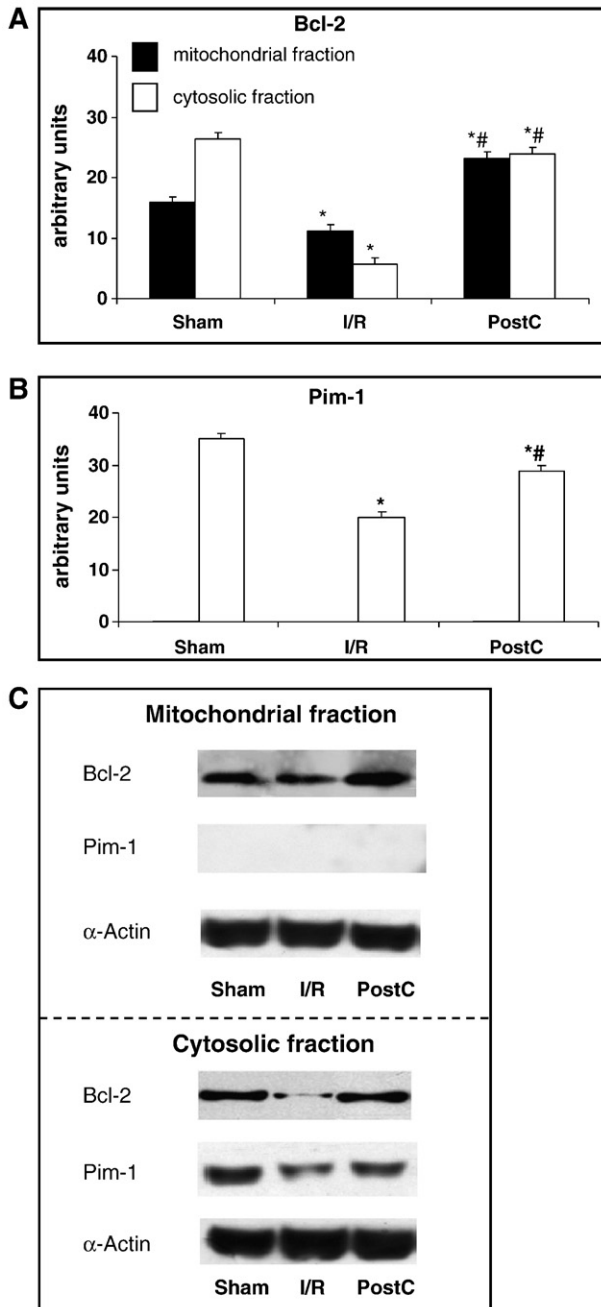 A
Bcl-2
mitochondrial fraction
cytosolic fraction
arbitrary units
40
30
20
10
0
*
*
*#
*#
Sham I/R PostC
B
Pim-1
arbitrary units
40
30
20
10
0
*
*#
Sham I/R PostC
C
Mitochondrial fraction
Bcl-2
Pim-1
α-Actin
Sham I/R PostC
Cytosolic fraction
Bcl-2
Pim-1
α-Actin
Sham I/R PostC